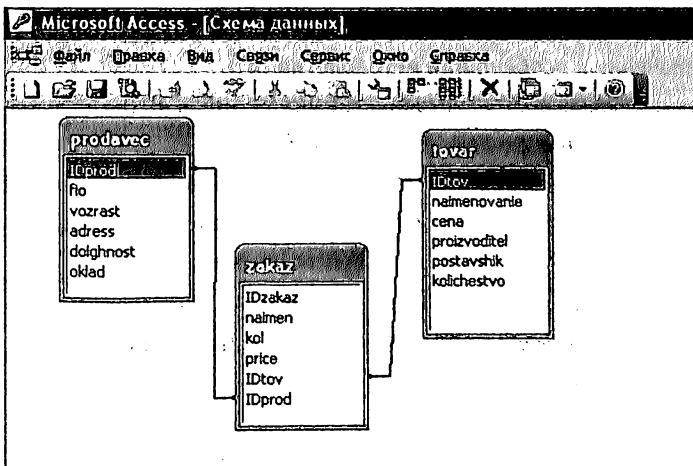 Microsoft Access - [Схема данных]
Файл Правка Вид Связи Сервис Окно Справка
prodavec
IDprod
fio
vozrast
adress
dolghnost
oklad
zakaz
IDzakaz
naimen
kol
price
IDtov
IDprod
tovar
IDtov
naimenovanie
cena
proizvoditel
postavshik
kolichestvo